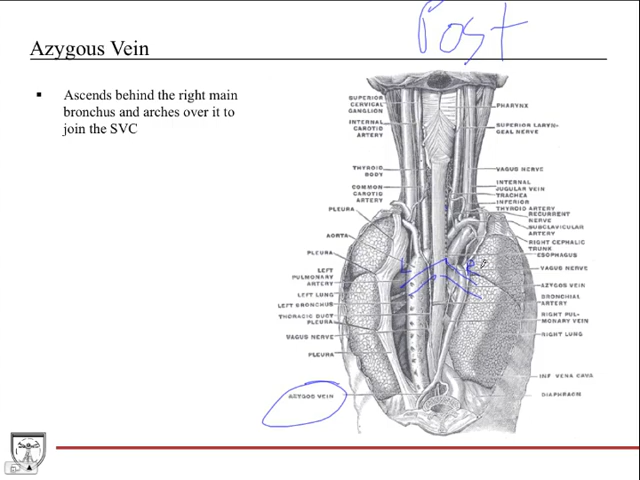 Post
Azygous Vein
▪ Ascends behind the right main
bronchus and arches over it to
join the SVC
SUPERIOR
CERVICAL
GANGLION
INTERNAL
CAROTID
ARTERY
THYROID
BODY
COMMON
CAROTID
ARTERY
PLEURA
AORTA
PLEURA
LEFT
PULMONARY
ARTERY
LEFT LUNG
LEFT BRONCHUS
THORACIC DUCT
PLEURA
VAGUS NERVE
PLEURA
AZYGOS VEIN
PHARYNX
SUPERIOR LARYN-
GEAL NERVE
VAGUS NERVE
INTERNAL
JUGULAR VEIN
TRACHEA
INFERIOR
THYROID ARTERY
RECURRENT
NERVE
SUBCLAVICULAR
ARTERY
RIGHT CEPHALIC
TRUNK
ESOPHAGUS
VAGUS NERVE
AZYGOS VEIN
BRONCHIAL
ARTERY
RIGHT PUL-
MONARY VEIN
RIGHT LUNG
INF VENA CAVA
DIAPHRAGM
L R